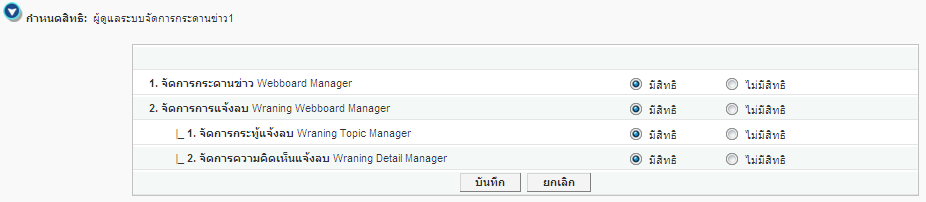 กำหนดสิทธิ: ผู้ดูแลระบบจัดการกระดานข่าว1
1. จัดการกระดานข่าว Webboard Manager มีสิทธิ ไม่มีสิทธิ
2. จัดการการแจ้งลบ Wraning Webboard Manager มีสิทธิ ไม่มีสิทธิ
|_ 1. จัดการกระทู้แจ้งลบ Wraning Topic Manager มีสิทธิ ไม่มีสิทธิ
|_ 2. จัดการความคิดเห็นแจ้งลบ Wraning Detail Manager มีสิทธิ ไม่มีสิทธิ
บันทึก ยกเลิก